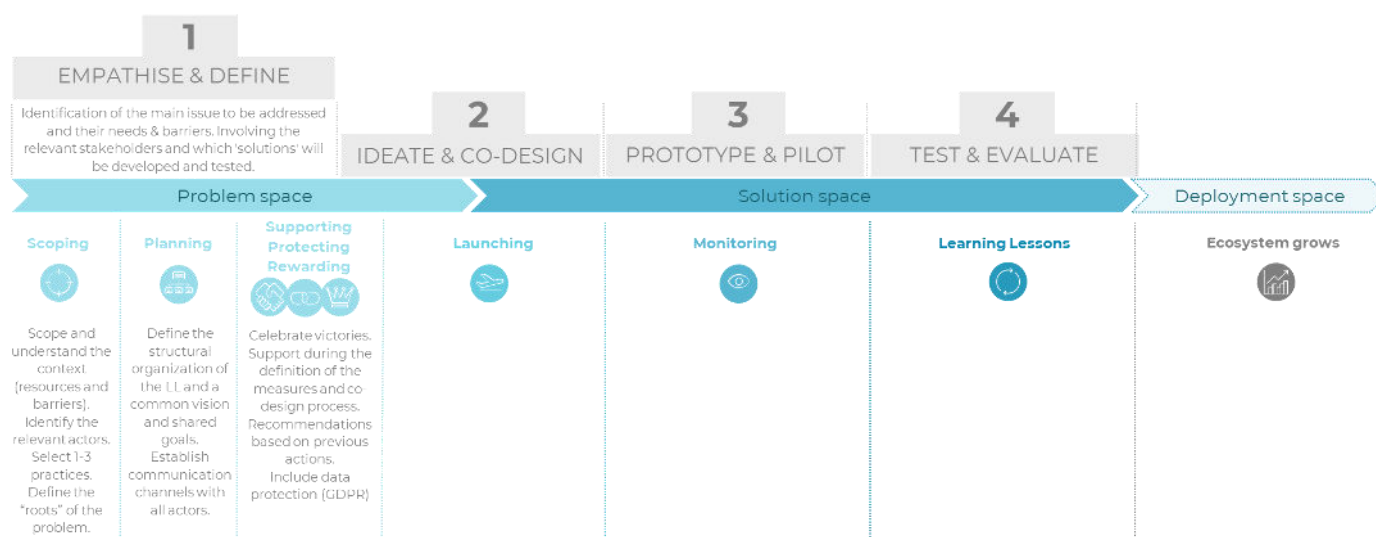 1
EMPATHISE & DEFINE
Identification of the main issue to be addressed
and their needs & barriers. Involving the
relevant stakeholders and which 'solutions' will
be developed and tested.
2
IDEATE & CO-DESIGN
3
PROTOTYPE & PILOT
4
TEST & EVALUATE
Problem space
Solution space
Deployment space
Scoping
Scope and
understand the
context
(resources and
barriers).
Identify the
relevant actors.
Select 1-3
practices.
Define the
"roots" of the
problem.
Planning
Define the
structural
organization of
the LL and a
common vision
and shared
goals.
Establish
communication
channels with
all actors.
Supporting
Protecting
Rewarding
Celebrate victories.
Support during the
definition of the
measures and co
design process.
Recommendations
based on previous
actions.
Include data
protection (GDPR)
Launching
Monitoring
Learning Lessons
Ecosystem grows